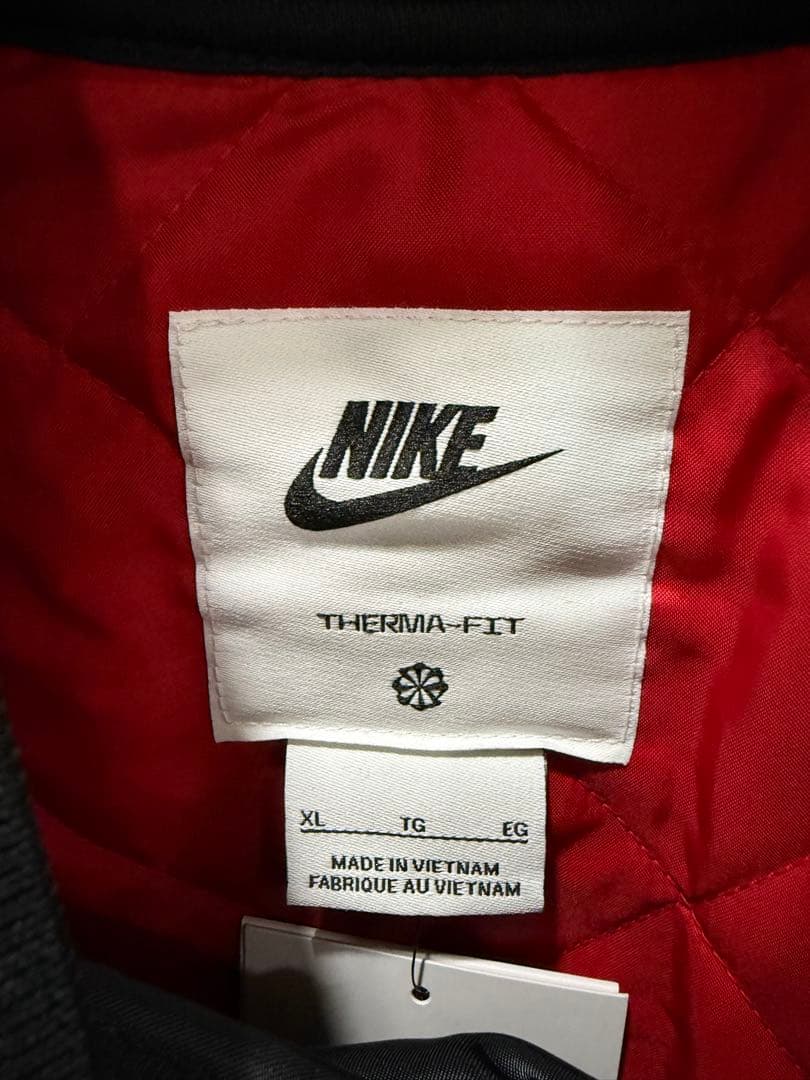 NIKE
THERMA-FIT
XL TG EG
MADE IN VIETNAM
FABRIQUE AU VIETNAM